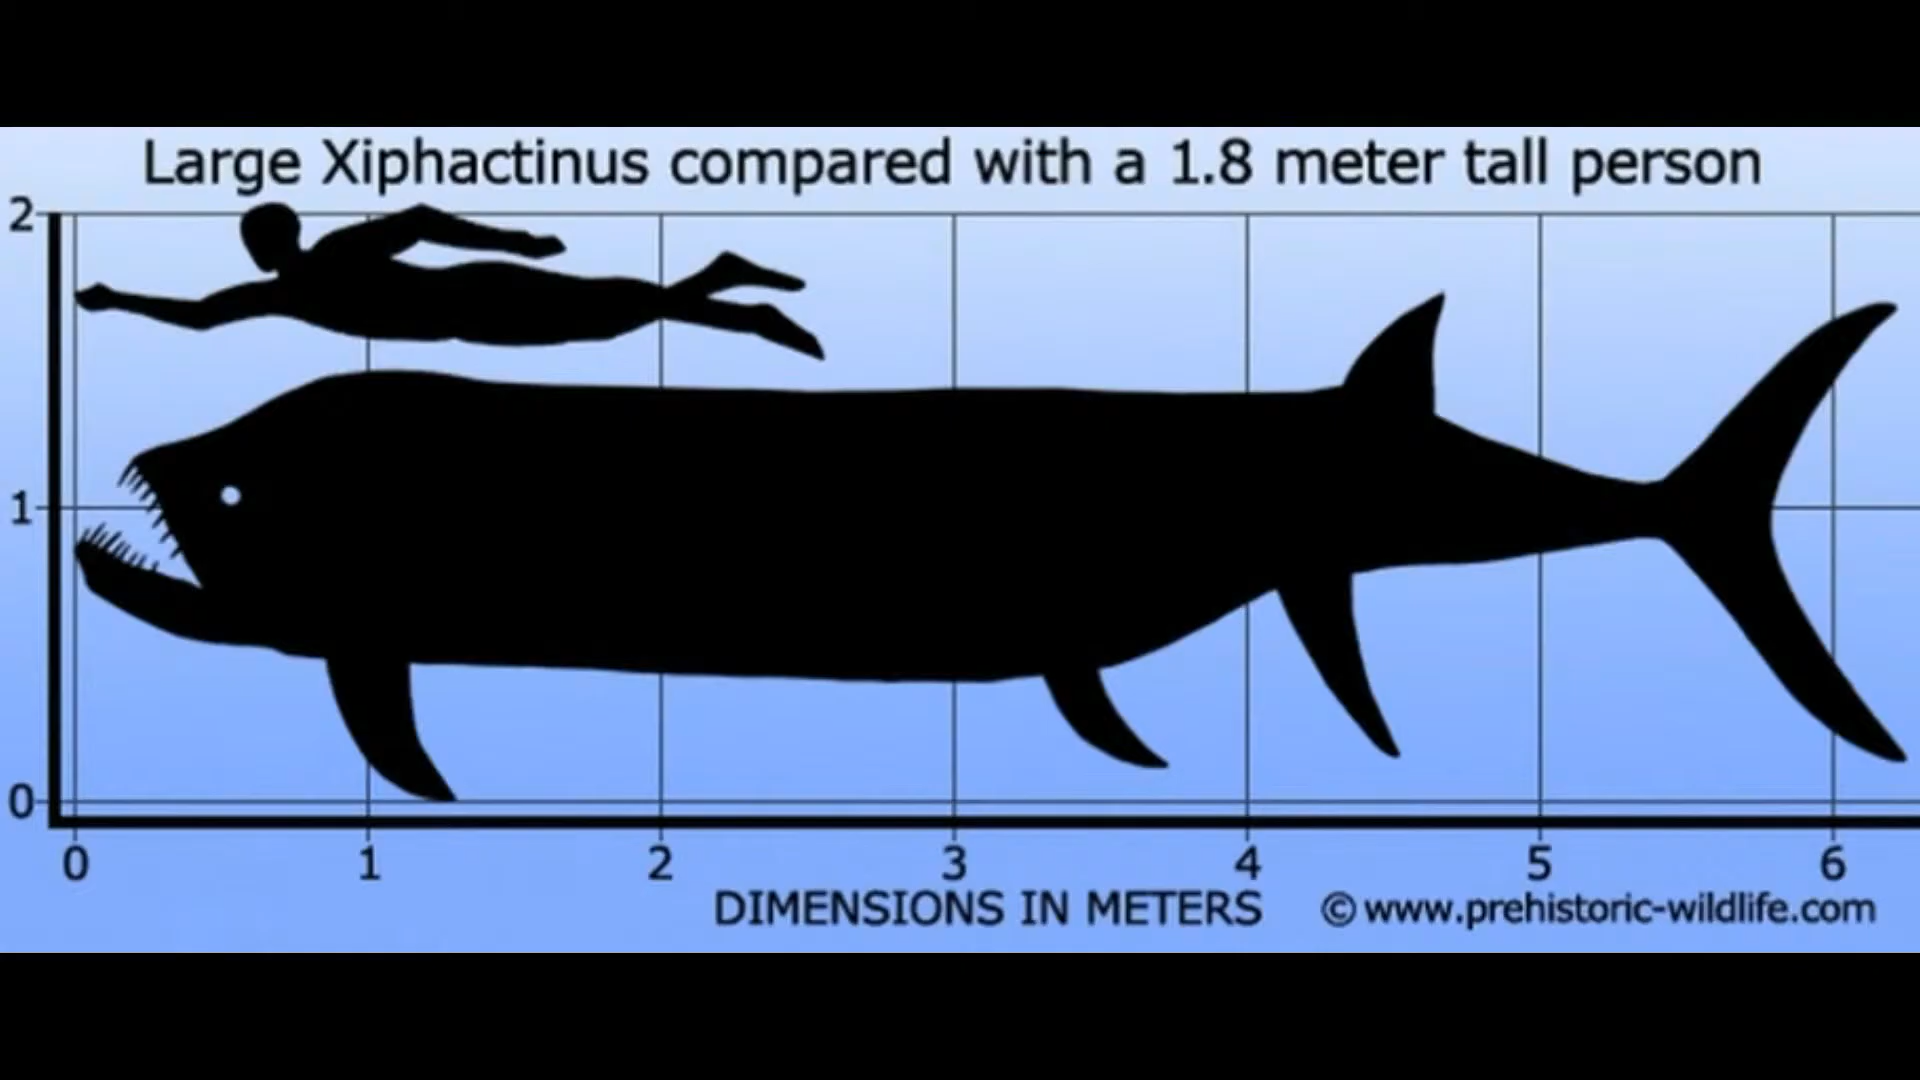 Large Xiphactinus compared with a 1.8 meter tall person
2
1
0
0 1 2 3 4 5 6
DIMENSIONS IN METERS © www.prehistoric-wildlife.com